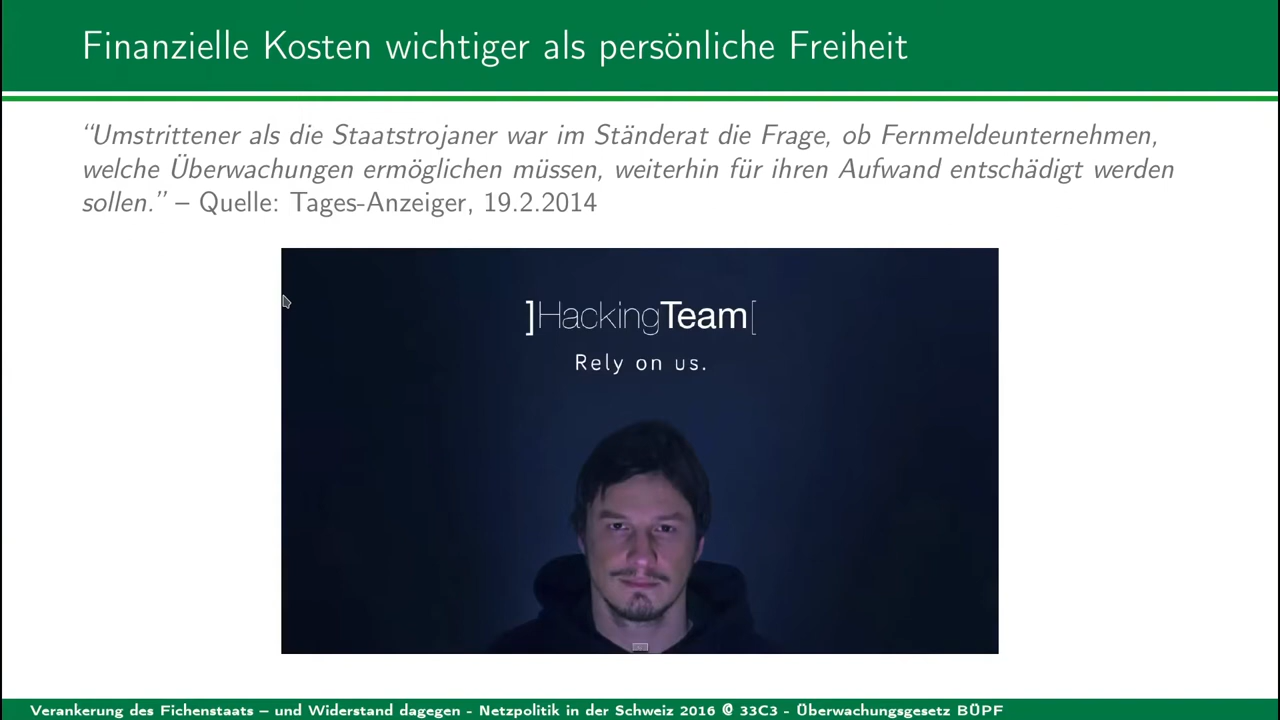 Finanzielle Kosten wichtiger als persönliche Freiheit
“Umstrittener als die Staatstrojaner war im Ständerat die Frage, ob Fernmeldeunternehmen,
welche Überwachungen ermöglichen müssen, weiterhin für ihren Aufwand entschädigt werden
sollen.” – Quelle: Tages-Anzeiger, 19.2.2014
]HackingTeam[
Rely on us.
Verankerung des Fichenstaats – und Widerstand dagegen - Netzpolitik in der Schweiz 2016 @ 33C3 - Überwachungsgesetz BÜPF